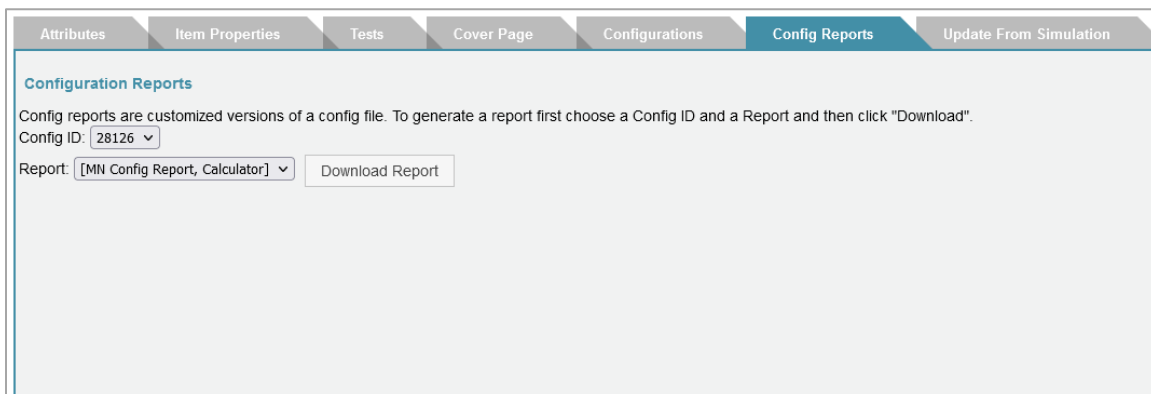 Attributes Item Properties Tests Cover Page Configurations Config Reports Update From Simulation
Configuration Reports
Config reports are customized versions of a config file. To generate a report first choose a Config ID and a Report and then click "Download".
Config ID: 28126
Report: [MN Config Report, Calculator] Download Report